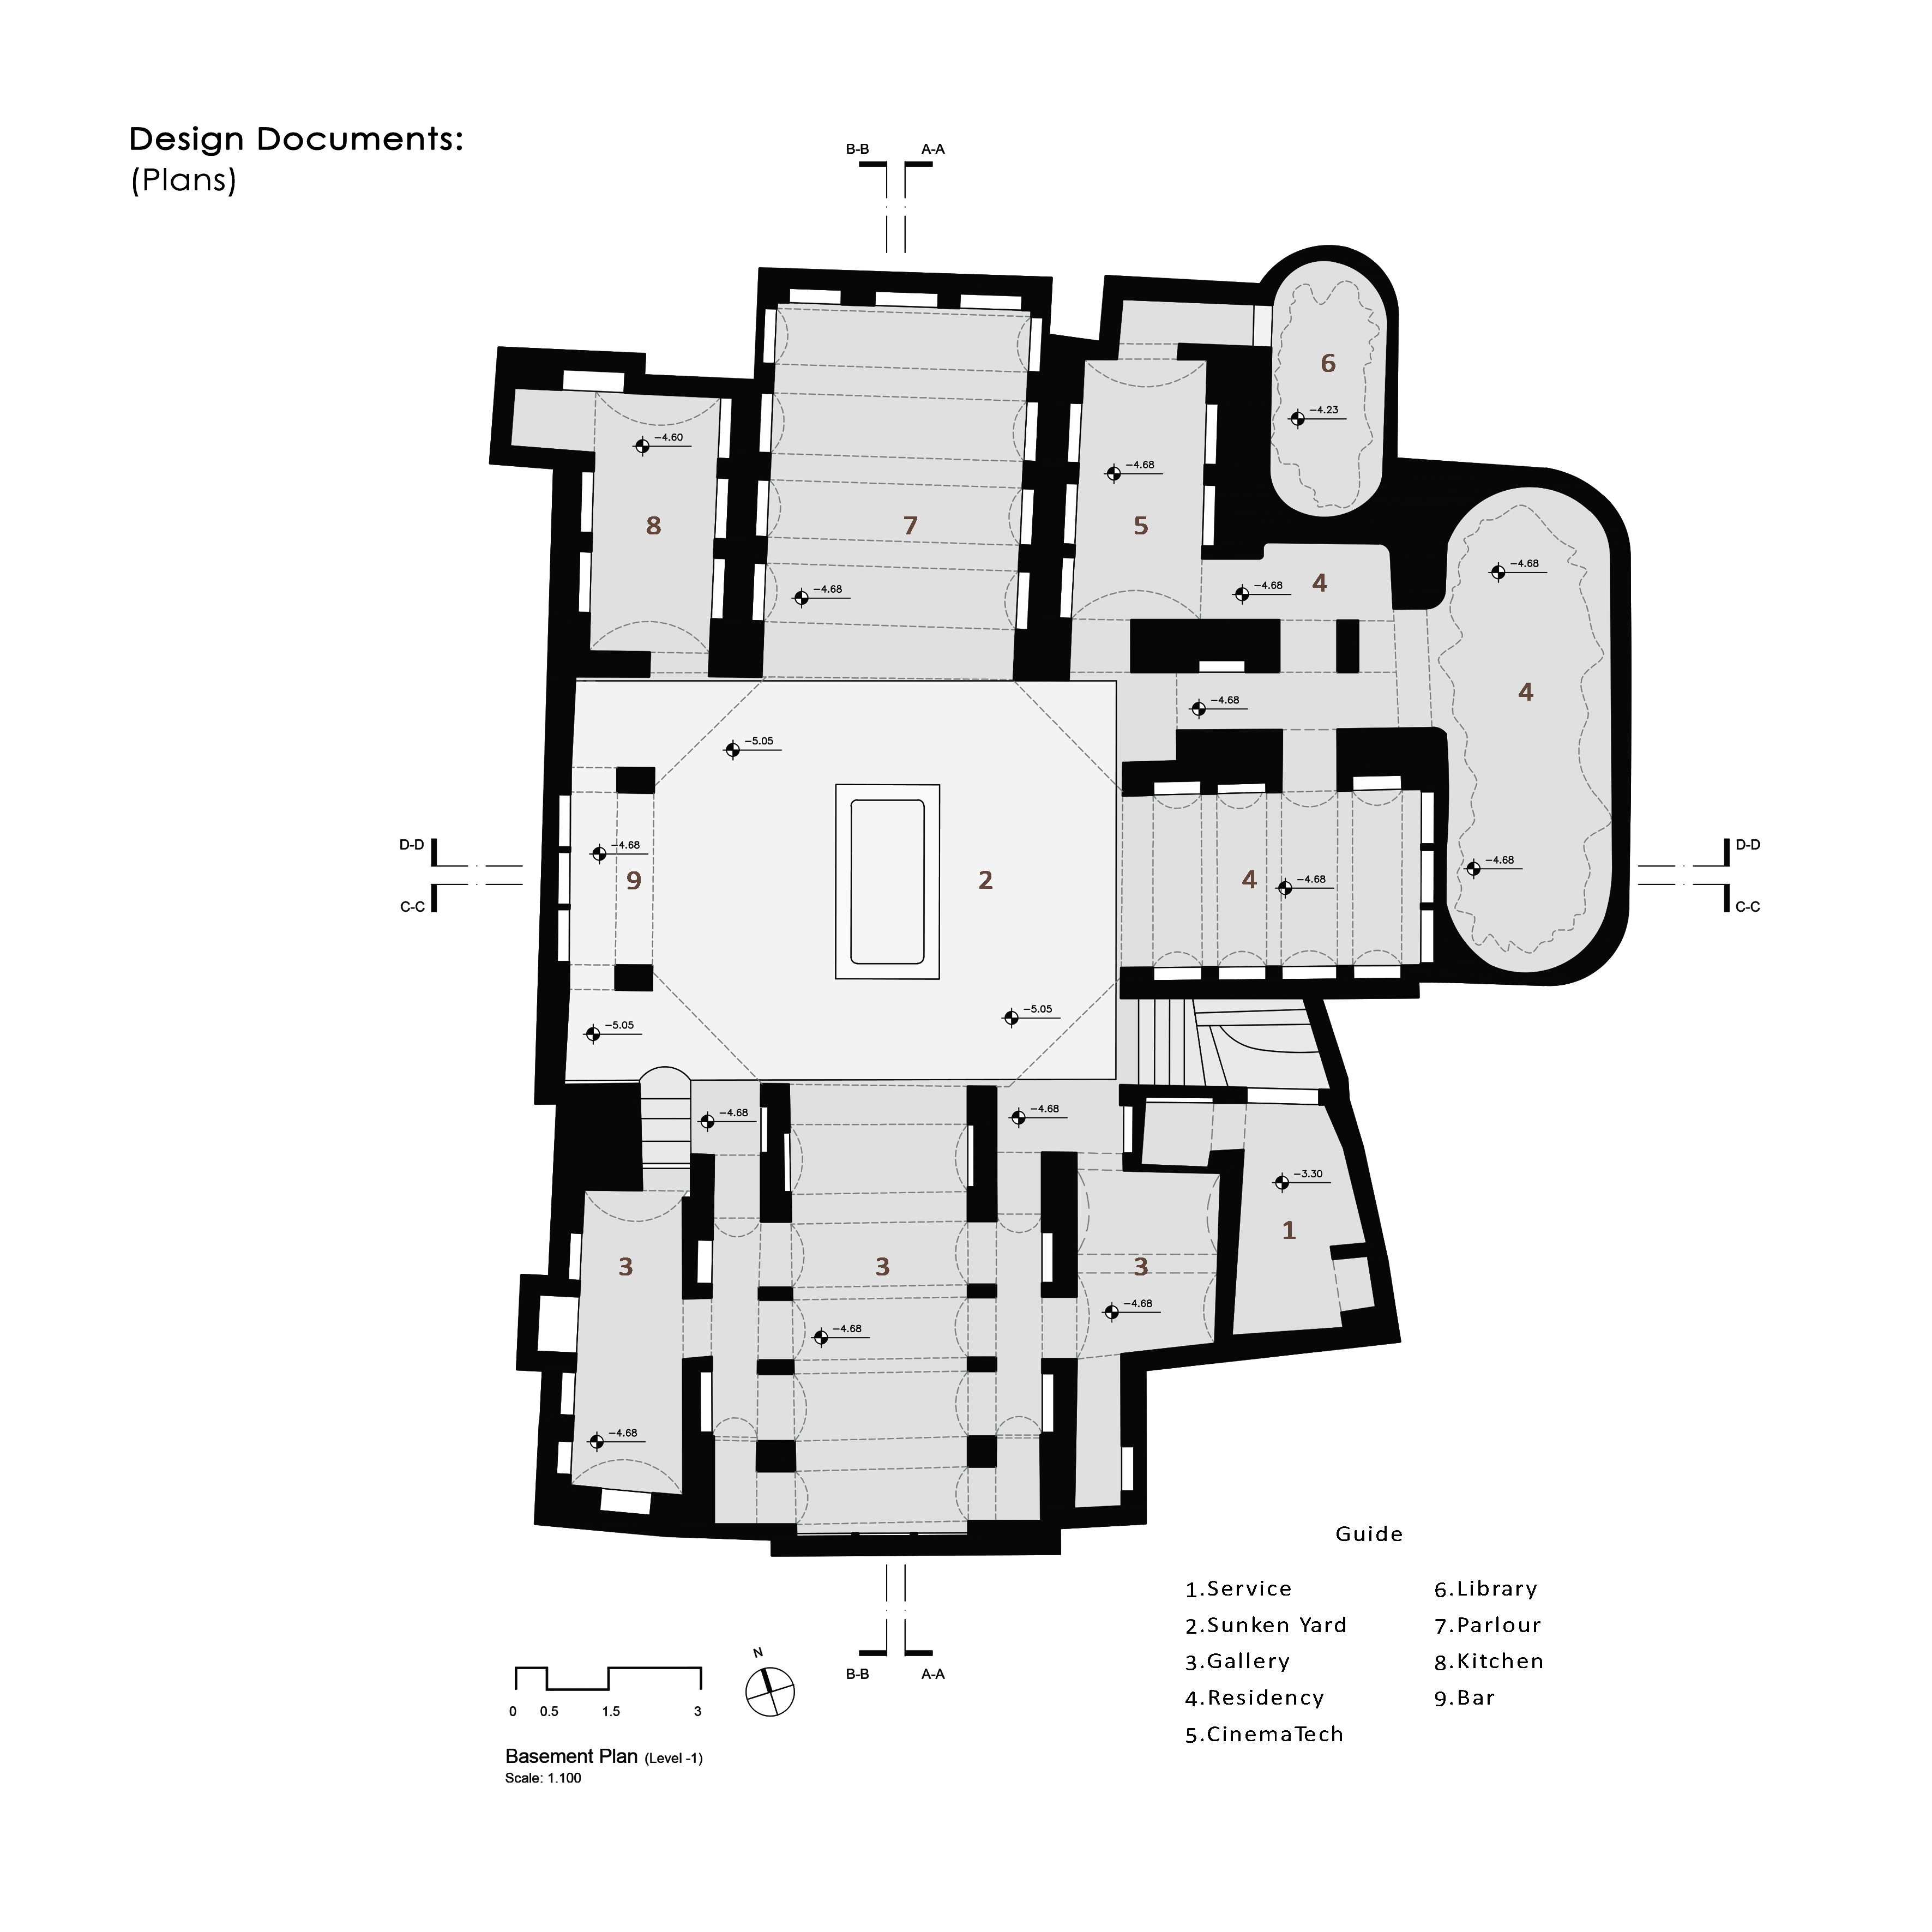 Design Documents:
(Plans)
B-B A-A
6
-4.23
-4.60
-4.68
8
7
5
-4.68
-4.68
4
-4.68
-4.68
4
-5.05
D-D
-4.68
9
2
4
-4.68
-4.68
D-D
C-C
C-C
-5.05
-5.05
-4.68
-4.68
-3.30
1
3
3
3
-4.68
-4.68
-4.68
Guide
1.Service
2.Sunken Yard
3.Gallery
4.Residency
5.CinemaTech
6.Library
7.Parlour
8.Kitchen
9.Bar
N
B-B A-A
0 0.5 1.5 3
Basement Plan (Level -1)
Scale: 1.100